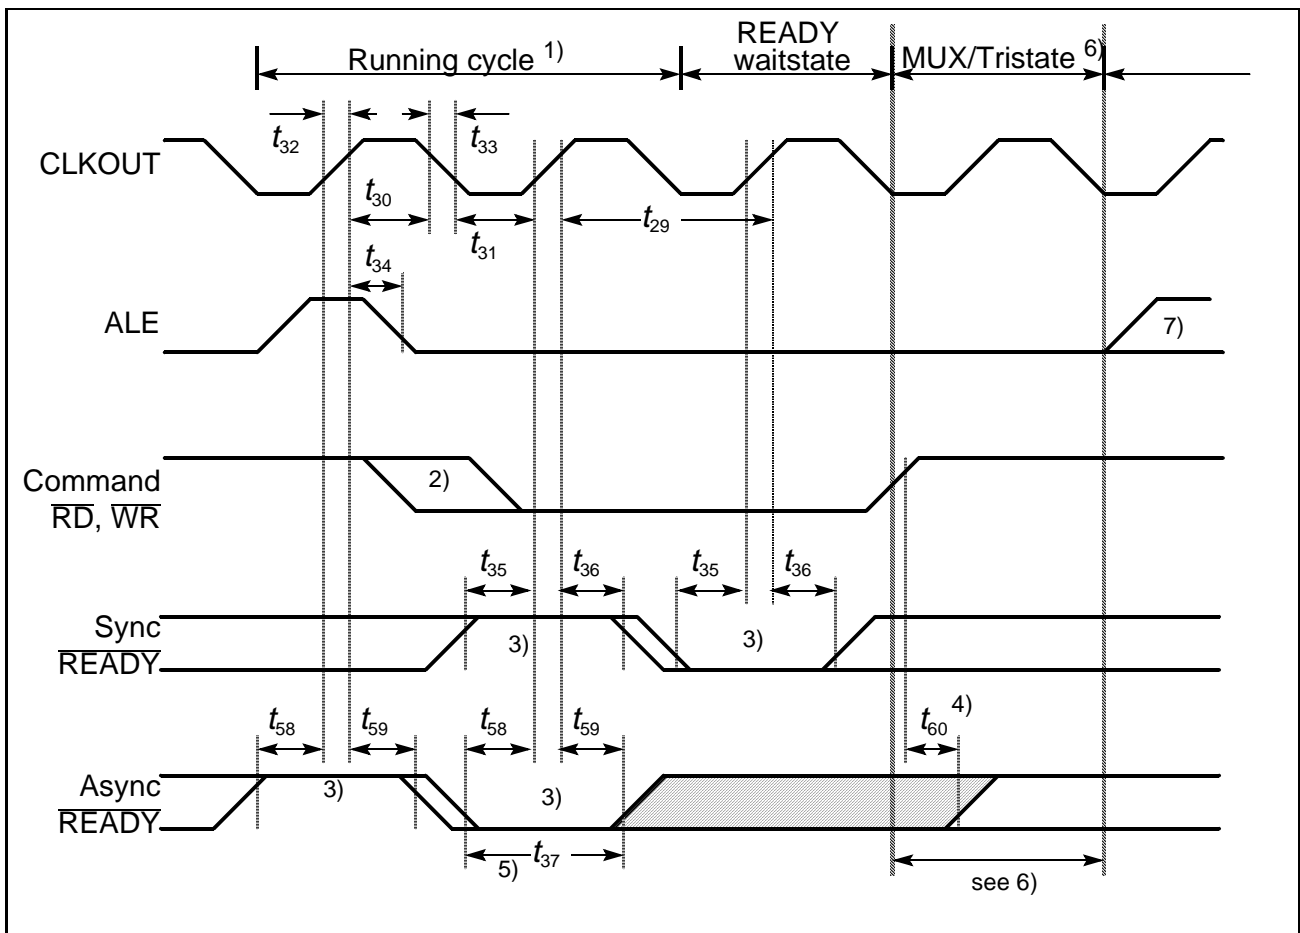 READY
Running cycle 1) waitstate MUX/Tristate 6)
t32 t33
CLKOUT
t30
t29
t31
t34
ALE
7)
2)
Command
RD, WR
t35 t36 t35 t36
Sync
3) 3)
READY
t58 t59 t58 t59 t60 4)
Async
3) 3)
READY
5) t37
see 6)